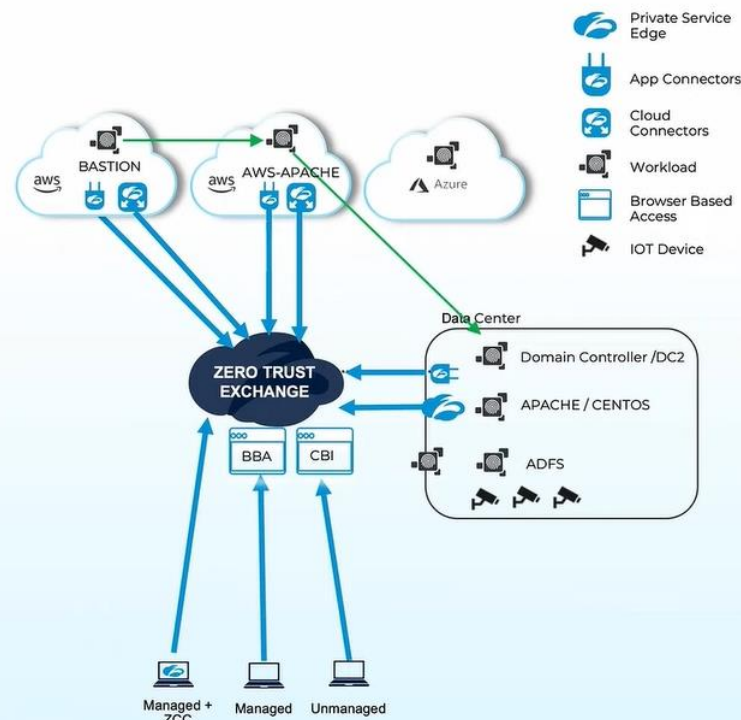 Private Service
Edge
App Connectors
Cloud
Connectors
Workload
Browser Based
Access
IOT Device
BASTION
aws
AWS-APACHE
aws
Azure
Data Center
Domain Controller /DC2
APACHE / CENTOS
ADFS
ZERO TRUST
EXCHANGE
BBA
CBI
Managed +
ZCC
Managed
Unmanaged